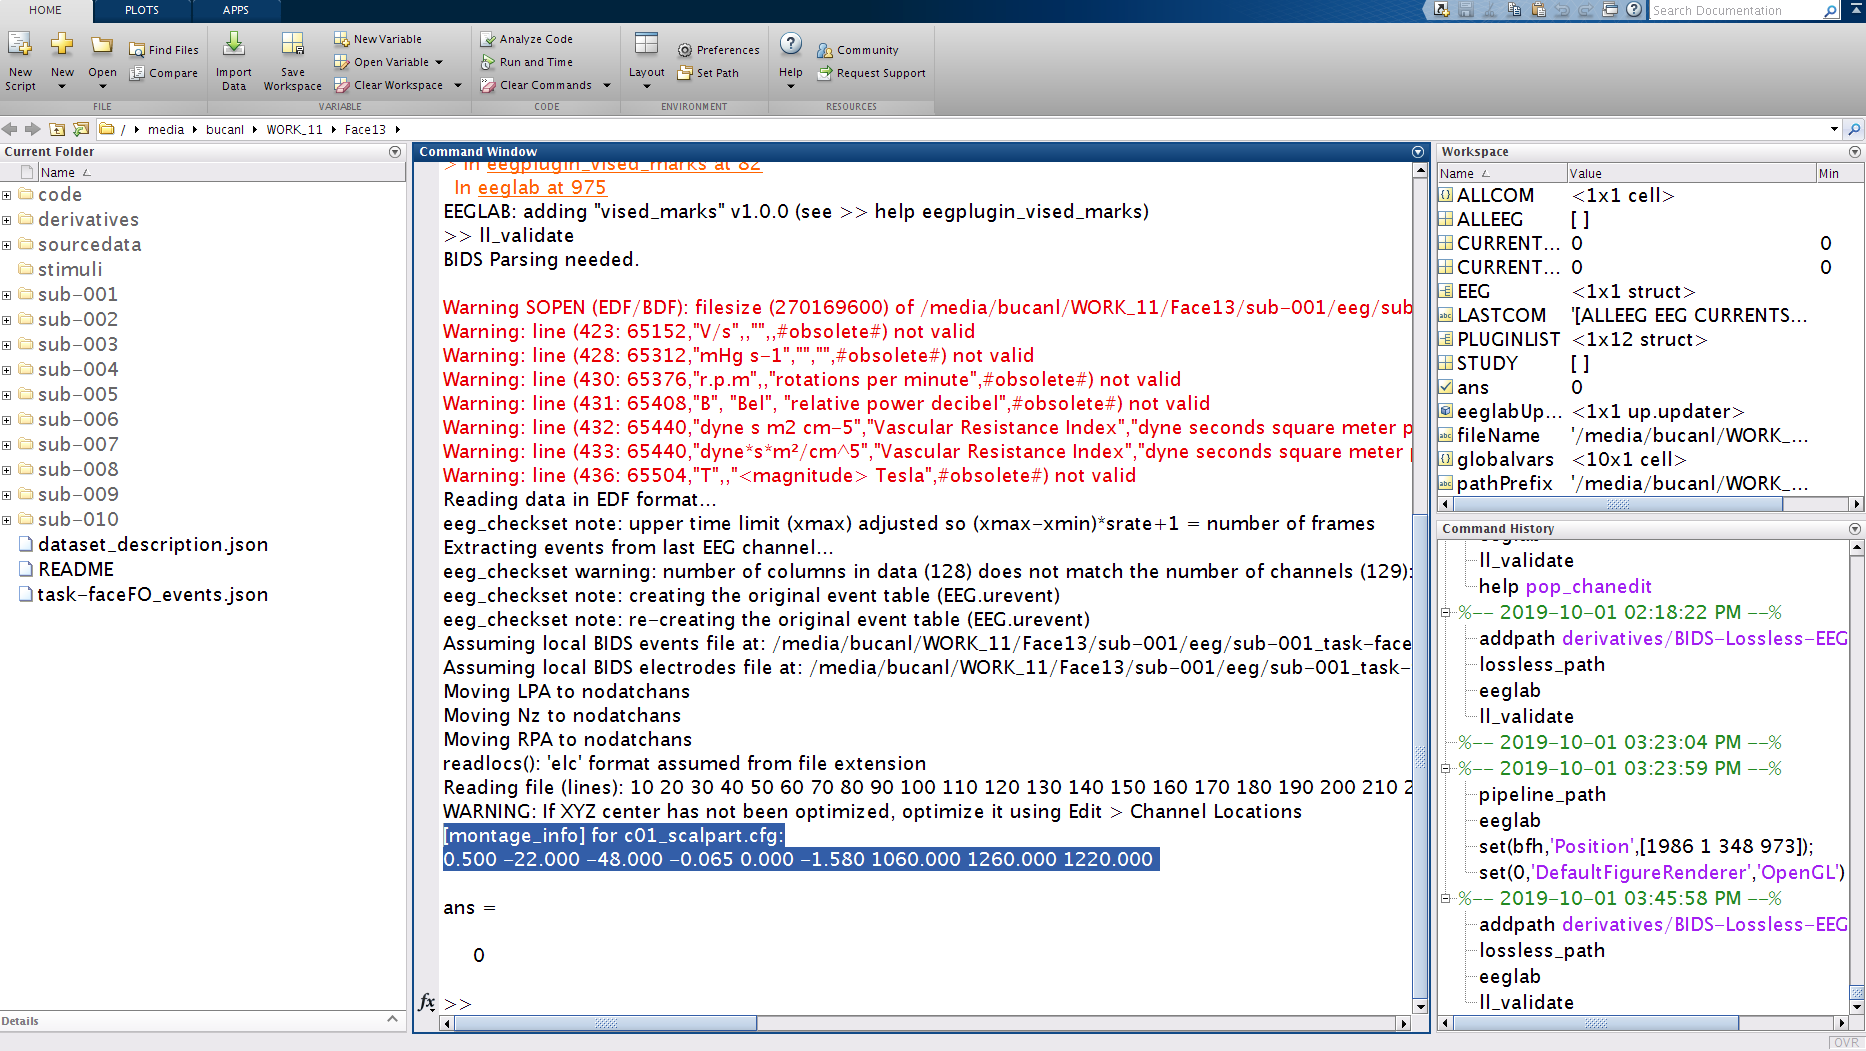 HOME PLOTS APPS
Search Documentation
New Script
New
Open
Find Files
Compare
FILE
Import Data
Save Workspace
New Variable
Open Variable
Clear Workspace
VARIABLE
Analyze Code
Run and Time
Clear Commands
CODE
Layout
Preferences
Set Path
ENVIRONMENT
Help
Community
Request Support
RESOURCES
/ media bucanl WORK_11 Face13
Current Folder
Name
code
derivatives
sourcedata
stimuli
sub-001
sub-002
sub-003
sub-004
sub-005
sub-006
sub-007
sub-008
sub-009
sub-010
dataset_description.json
README
task-faceFO_events.json
Details
Command Window
> In eegplugin_vised_marks at 82
In eeglab at 975
EEGLAB: adding "vised_marks" v1.0.0 (see >> help eegplugin_vised_marks)
>> ll_validate
BIDS Parsing needed.
Warning SOPEN (EDF/BDF): filesize (270169600) of /media/bucanl/WORK_11/Face13/sub-001/eeg/sub
Warning: line (423: 65152,"V/s",,"",,#obsolete#) not valid
Warning: line (428: 65312,"mHg s-1","","",#obsolete#) not valid
Warning: line (430: 65376,"r.p.m",,"rotations per minute",#obsolete#) not valid
Warning: line (431: 65408,"B", "Bel", "relative power decibel",#obsolete#) not valid
Warning: line (432: 65440,"dyne s m2 cm-5","Vascular Resistance Index","dyne seconds square meter p
Warning: line (433: 65440,"dyne*s*m²/cm^5","Vascular Resistance Index","dyne seconds square meter
Warning: line (436: 65504,"T",,"<magnitude> Tesla",#obsolete#) not valid
Reading data in EDF format...
eeg_checkset note: upper time limit (xmax) adjusted so (xmax-xmin)*srate+1 = number of frames
Extracting events from last EEG channel...
eeg_checkset warning: number of columns in data (128) does not match the number of channels (129):
eeg_checkset note: creating the original event table (EEG.urevent)
eeg_checkset note: re-creating the original event table (EEG.urevent)
Assuming local BIDS events file at: /media/bucanl/WORK_11/Face13/sub-001/eeg/sub-001_task-face
Assuming local BIDS electrodes file at: /media/bucanl/WORK_11/Face13/sub-001/eeg/sub-001_task-
Moving LPA to nodatchans
Moving Nz to nodatchans
Moving RPA to nodatchans
readlocs(): 'elc' format assumed from file extension
Reading file (lines): 10 20 30 40 50 60 70 80 90 100 110 120 130 140 150 160 170 180 190 200 210 2
WARNING: If XYZ center has not been optimized, optimize it using Edit > Channel Locations
[montage_info] for c01_scalpart.cfg:
0.500 -22.000 -48.000 -0.065 0.000 -1.580 1060.000 1260.000 1220.000
ans =
0
fx >>
Workspace
Name Value Min
ALLCOM <1x1 cell>
ALLEEG [ ]
CURRENT... 0 0
CURRENT... 0 0
EEG <1x1 struct>
LASTCOM '[ALLEEG EEG CURRENTS...
PLUGINLIST <1x12 struct>
STUDY [ ]
ans 0
eeglabUp... <1x1 up.updater>
fileName '/media/bucanl/WORK_...
globalvars <10x1 cell>
pathPrefix '/media/bucanl/WORK_...
Command History
eeglab
ll_validate
help pop_chanedit
%-- 2019-10-01 02:18:22 PM --%
addpath derivatives/BIDS-Lossless-EEG
lossless_path
eeglab
ll_validate
%-- 2019-10-01 03:23:04 PM --%
%-- 2019-10-01 03:23:59 PM --%
pipeline_path
eeglab
set(bfh,'Position',[1986 1 348 973]);
set(0,'DefaultFigureRenderer','OpenGL')
%-- 2019-10-01 03:45:58 PM --%
addpath derivatives/BIDS-Lossless-EEG
lossless_path
eeglab
ll_validate
OVR